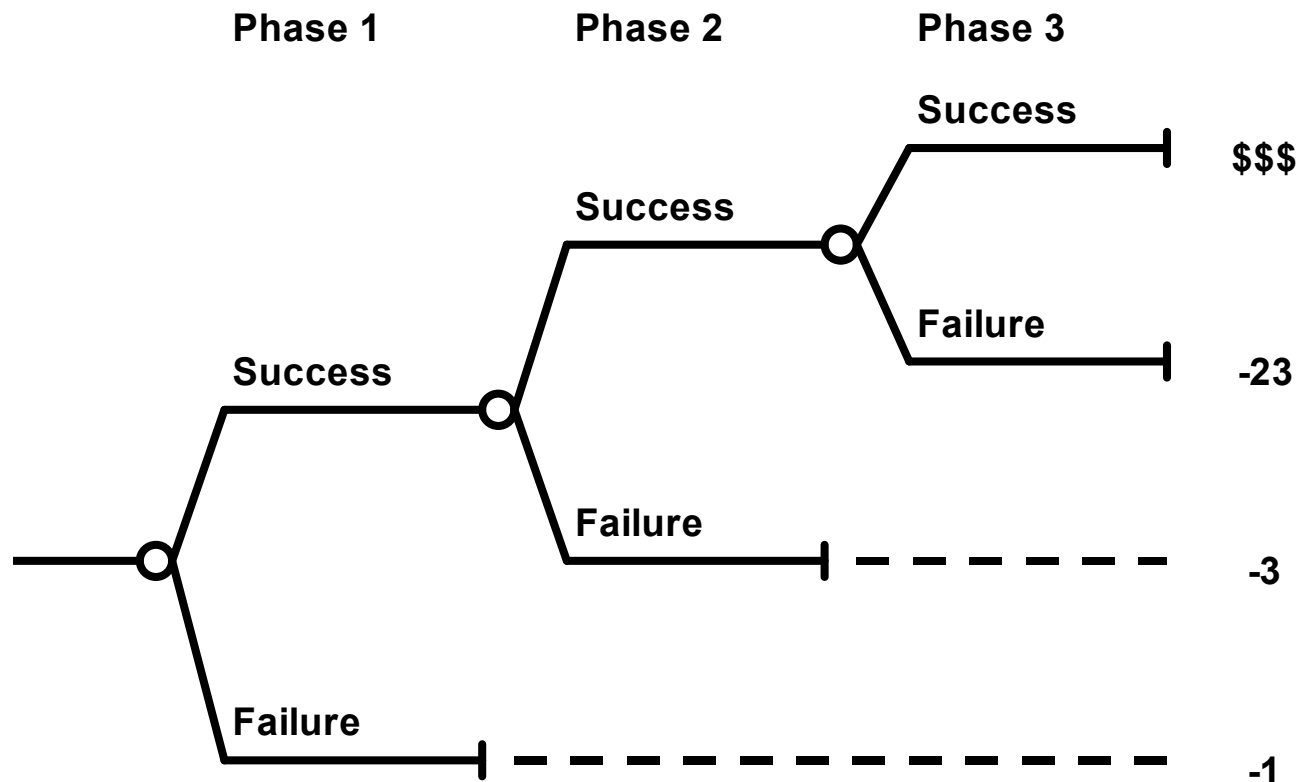 Phase 1 Phase 2 Phase 3
Success
$$$
Success
Failure
-23
Success
Failure
-3
Failure
-1